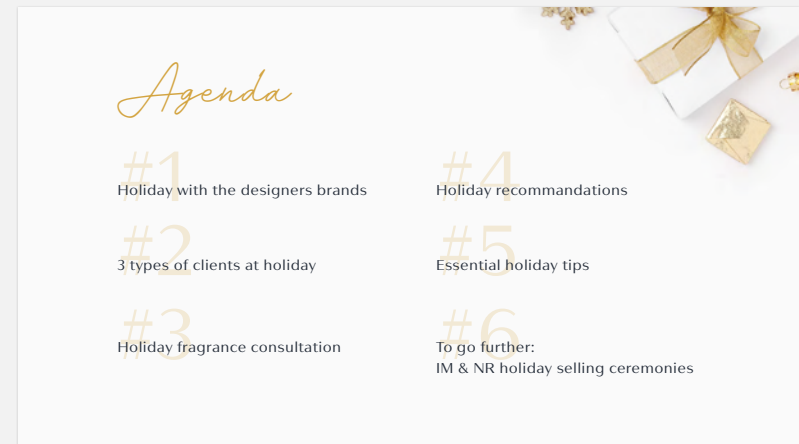 Agenda
#1
Holiday with the designers brands
#2
3 types of clients at holiday
#3
Holiday fragrance consultation
#4
Holiday recommandations
#5
Essential holiday tips
#6
To go further:
IM & NR holiday selling ceremonies